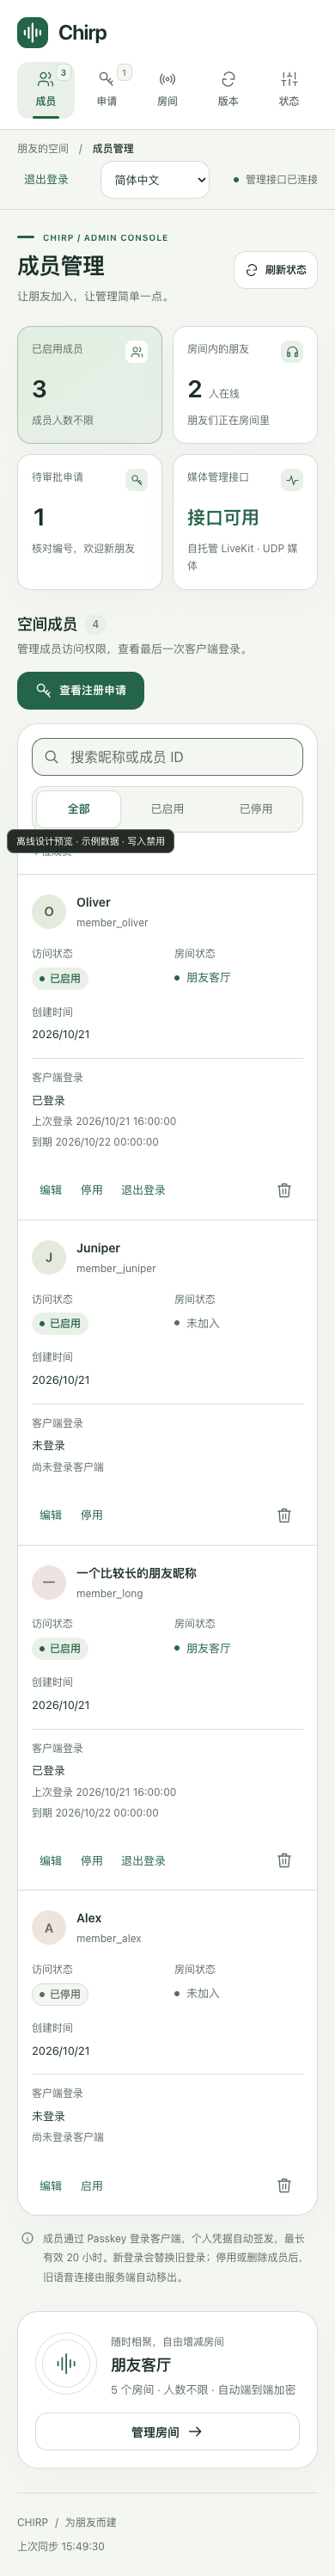 Chirp
3
1
成员
申请
房间
版本
状态
朋友的空间 / 成员管理
退出登录
简体中文
管理接口已连接
CHIRP / ADMIN CONSOLE
成员管理
刷新状态
让朋友加入，让管理简单一点。
已启用成员
3
成员人数不限
房间内的朋友
2 人在线
朋友们正在房间里
待审批申请
1
核对编号，欢迎新朋友
媒体管理接口
接口可用
自托管 LiveKit · UDP 媒
体
空间成员 4
管理成员访问权限，查看最后一次客户端登录。
查看注册申请
搜索昵称或成员 ID
全部
已启用
已停用
离线设计预览 · 示例数据 · 写入禁用
O
Oliver
member_oliver
访问状态
房间状态
已启用
朋友客厅
创建时间
2026/10/21
客户端登录
已登录
上次登录 2026/10/21 16:00:00
到期 2026/10/22 00:00:00
编辑 停用 退出登录
J
Juniper
member_juniper
访问状态
房间状态
已启用
未加入
创建时间
2026/10/21
客户端登录
未登录
尚未登录客户端
编辑 停用
一
一个比较长的朋友昵称
member_long
访问状态
房间状态
已启用
朋友客厅
创建时间
2026/10/21
客户端登录
已登录
上次登录 2026/10/21 16:00:00
到期 2026/10/22 00:00:00
编辑 停用 退出登录
A
Alex
member_alex
访问状态
房间状态
已停用
未加入
创建时间
2026/10/21
客户端登录
未登录
尚未登录客户端
编辑 启用
成员通过 Passkey 登录客户端，个人凭据自动签发，最长
有效 20 小时。新登录会替换旧登录；停用或删除成员后，
旧语音连接由服务端自动移出。
随时相聚，自由增减房间
朋友客厅
5 个房间 · 人数不限 · 自动端到端加密
管理房间
CHIRP / 为朋友而建
上次同步 15:49:30